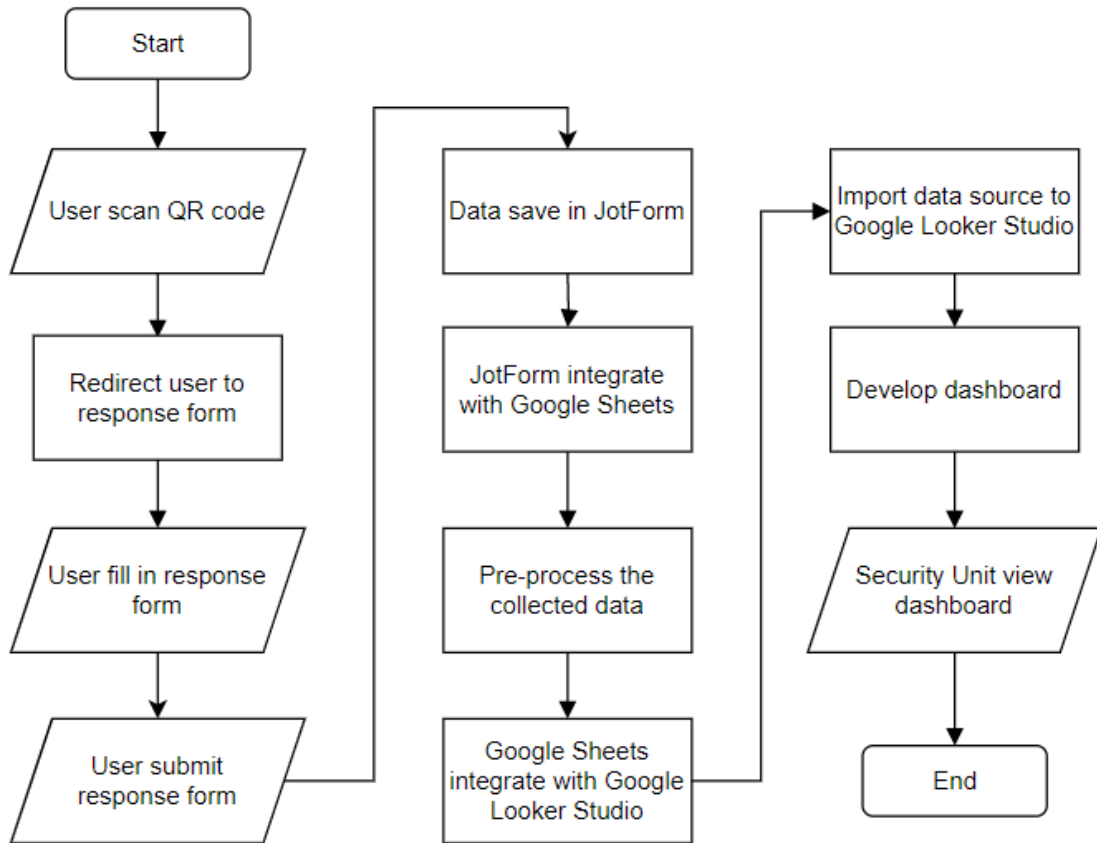 Start
User scan QR code
Redirect user to
response form
User fill in response
form
User submit
response form
Data save in JotForm
JotForm integrate
with Google Sheets
Pre-process the
collected data
Google Sheets
integrate with Google
Looker Studio
Import data source to
Google Looker Studio
Develop dashboard
Security Unit view
dashboard
End